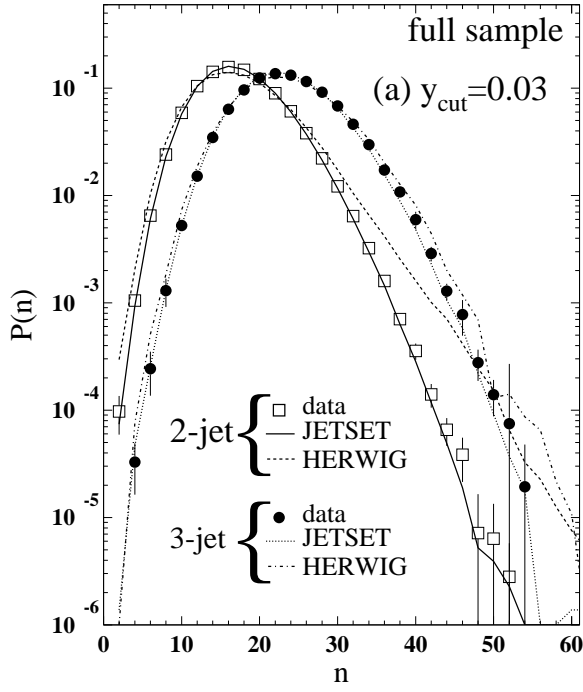 full sample
(a) y_cut=0.03
P(n)
10^-1
10^-2
10^-3
10^-4
10^-5
10^-6
2-jet
data
JETSET
HERWIG
3-jet
data
JETSET
HERWIG
0 10 20 30 40 50 60
n